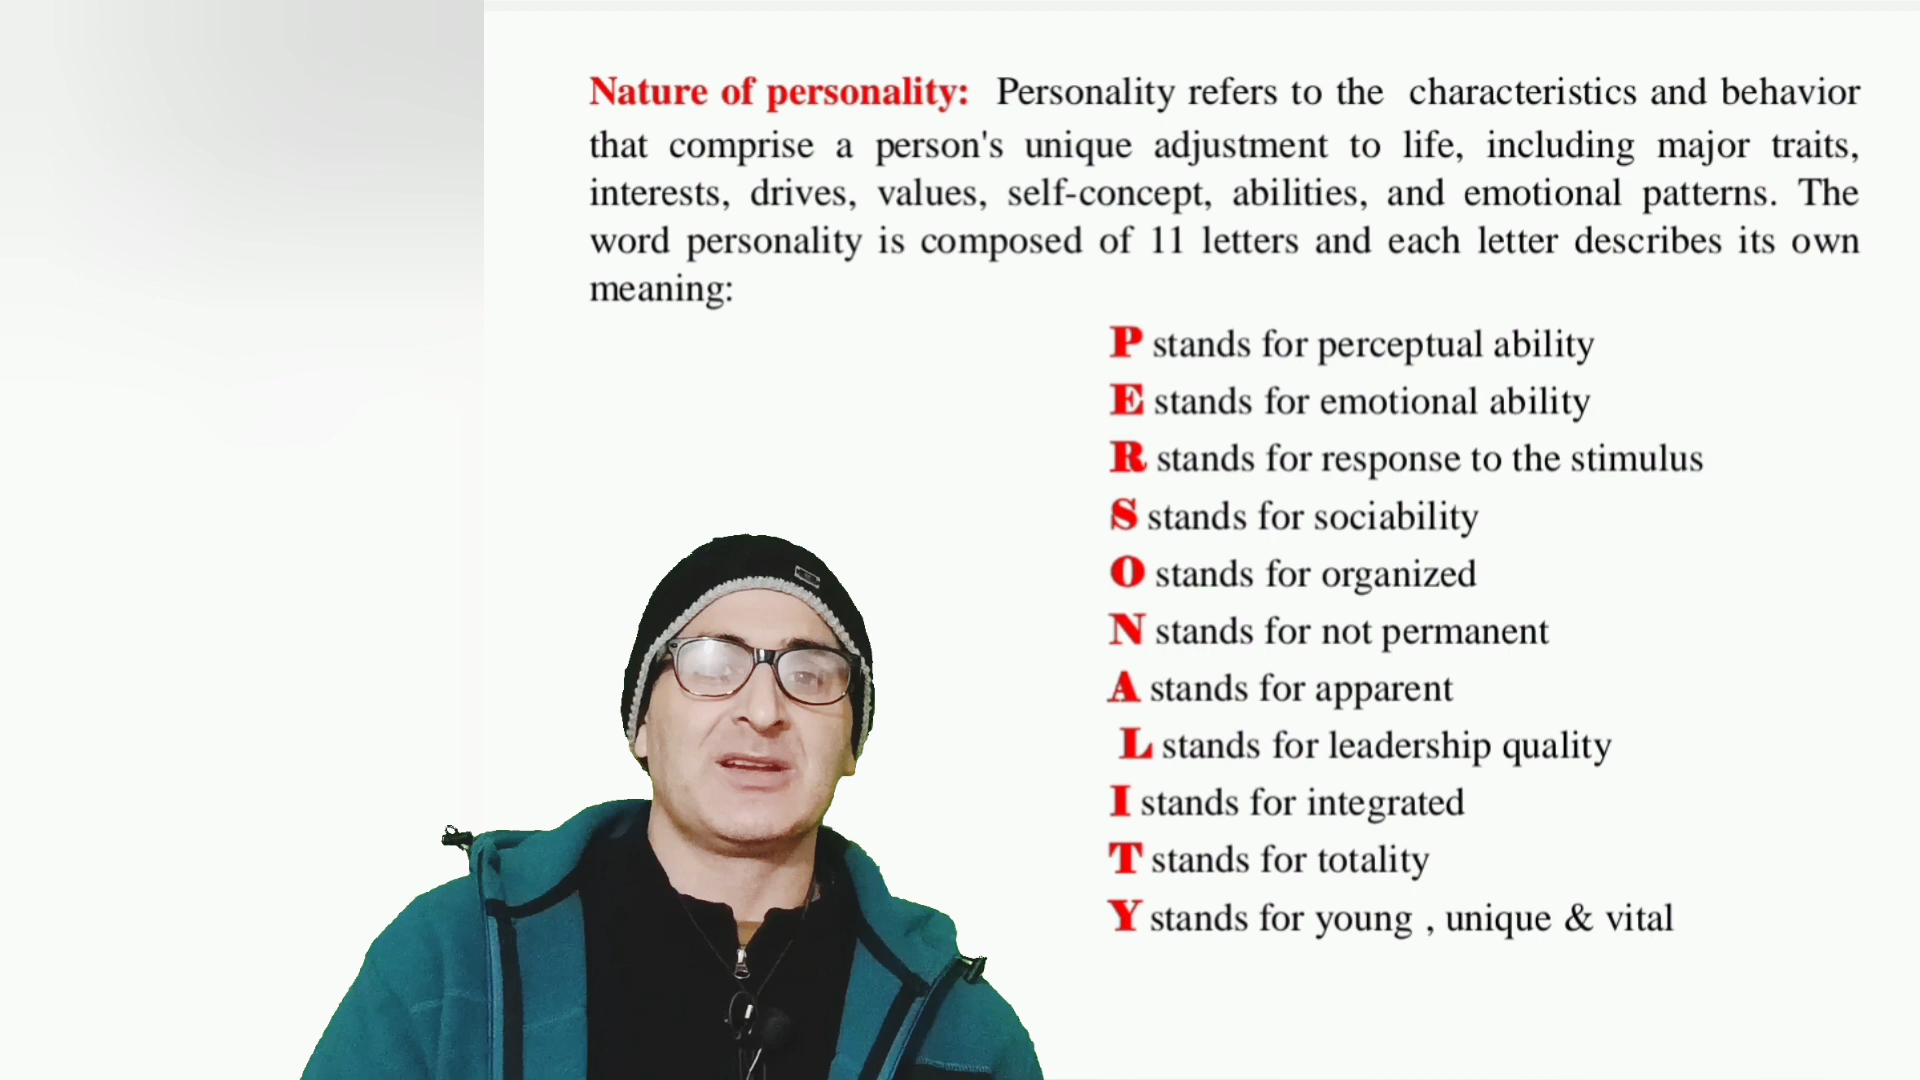 Nature of personality: Personality refers to the characteristics and behavior
that comprise a person's unique adjustment to life, including major traits,
interests, drives, values, self-concept, abilities, and emotional patterns. The
word personality is composed of 11 letters and each letter describes its own
meaning:
P stands for perceptual ability
E stands for emotional ability
R stands for response to the stimulus
S stands for sociability
O stands for organized
N stands for not permanent
A stands for apparent
L stands for leadership quality
I stands for integrated
T stands for totality
Y stands for young , unique & vital